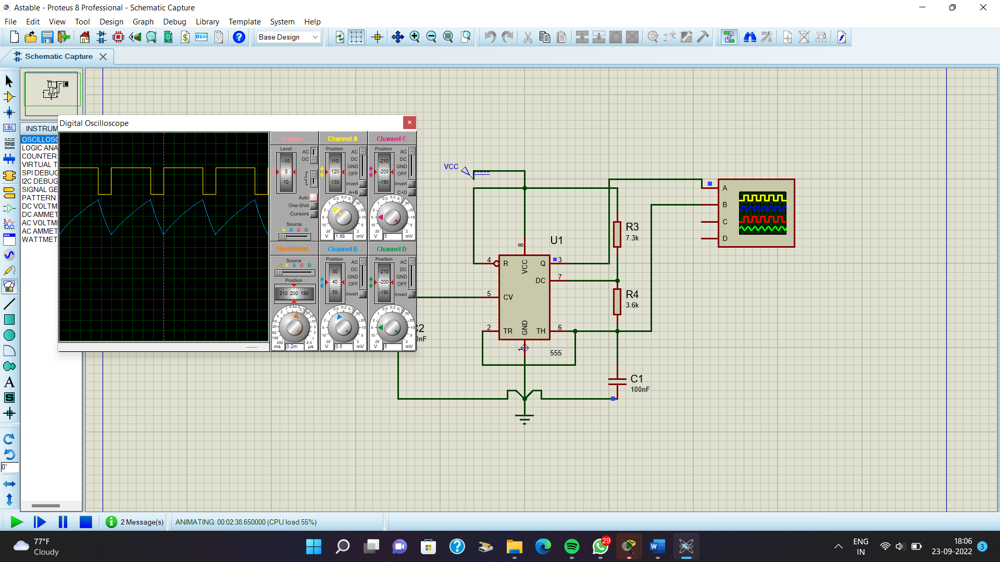 Astable - Proteus 8 Professional - Schematic Capture
File Edit View Tool Design Graph Debug Library Template System Help
Base Design
Schematic Capture
INSTRUM
OSCILLOSC
LOGIC ANA
COUNTER
VIRTUAL T
SPI DEBUG
I2C DEBUG
SIGNAL GE
PATTERN
DC VOLTM
DC AMMET
AC VOLTM
AC AMMET
WATTMET
LBL
A
S
0°
Digital Oscilloscope
Trigger
Level
-10
0
10
AC
DC
Auto
One-Shot
Cursors
Source
A B C D
Channel A
Position
110
120
130
AC
DC
GND
OFF
Invert
A+B
V 1.98 mV
Channel C
Position
-210
-200
-190
AC
DC
GND
OFF
Invert
C+D
V 5 mV
Horizontal
Source
A B C D
Position
210 200 190
ms 0.2m µs
Channel B
Position
30
40
50
AC
DC
GND
OFF
Invert
V 0.5 mV
Channel D
Position
-210
-200
-190
AC
DC
GND
OFF
Invert
V 5 mV
VCC
U1
8
VCC
4 R
Q 3
DC 7
5 CV
2 TR
GND
TH 6
1
555
R3
7.3k
R4
3.6k
C1
100nF
C2
0nF
A
B
C
D
2 Message(s)
ANIMATING: 00:02:38.650000 (CPU load 55%)
77°F
Cloudy
29
ENG
IN
18:06
23-09-2022
3